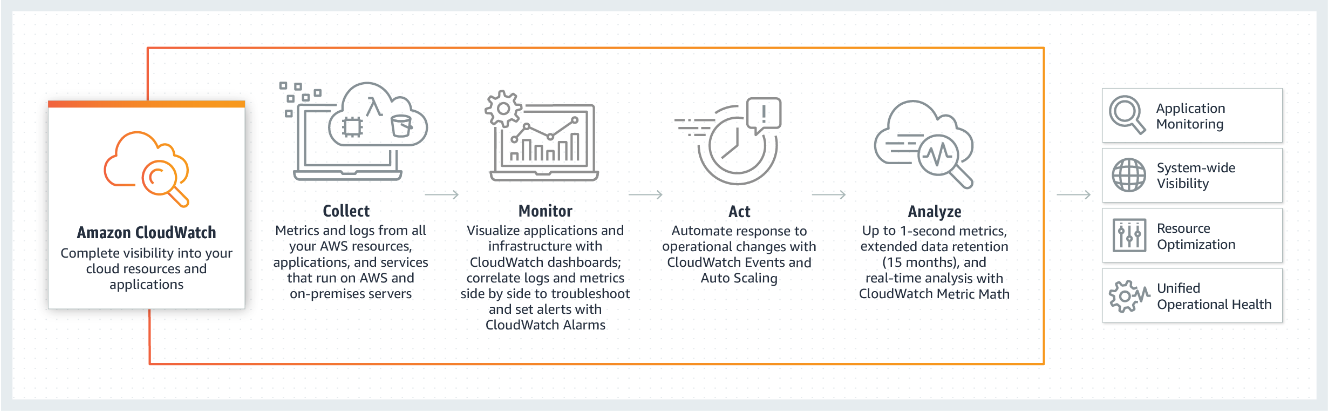 Amazon CloudWatch
Complete visibility into your
cloud resources and
applications
Collect
Metrics and logs from all
your AWS resources,
applications, and services
that run on AWS and
on-premises servers
Monitor
Visualize applications and
infrastructure with
CloudWatch dashboards;
correlate logs and metrics
side by side to troubleshoot
and set alerts with
CloudWatch Alarms
Act
Automate response to
operational changes with
CloudWatch Events and
Auto Scaling
Analyze
Up to 1-second metrics,
extended data retention
(15 months), and
real-time analysis with
CloudWatch Metric Math
Application
Monitoring
System-wide
Visibility
Resource
Optimization
Unified
Operational Health